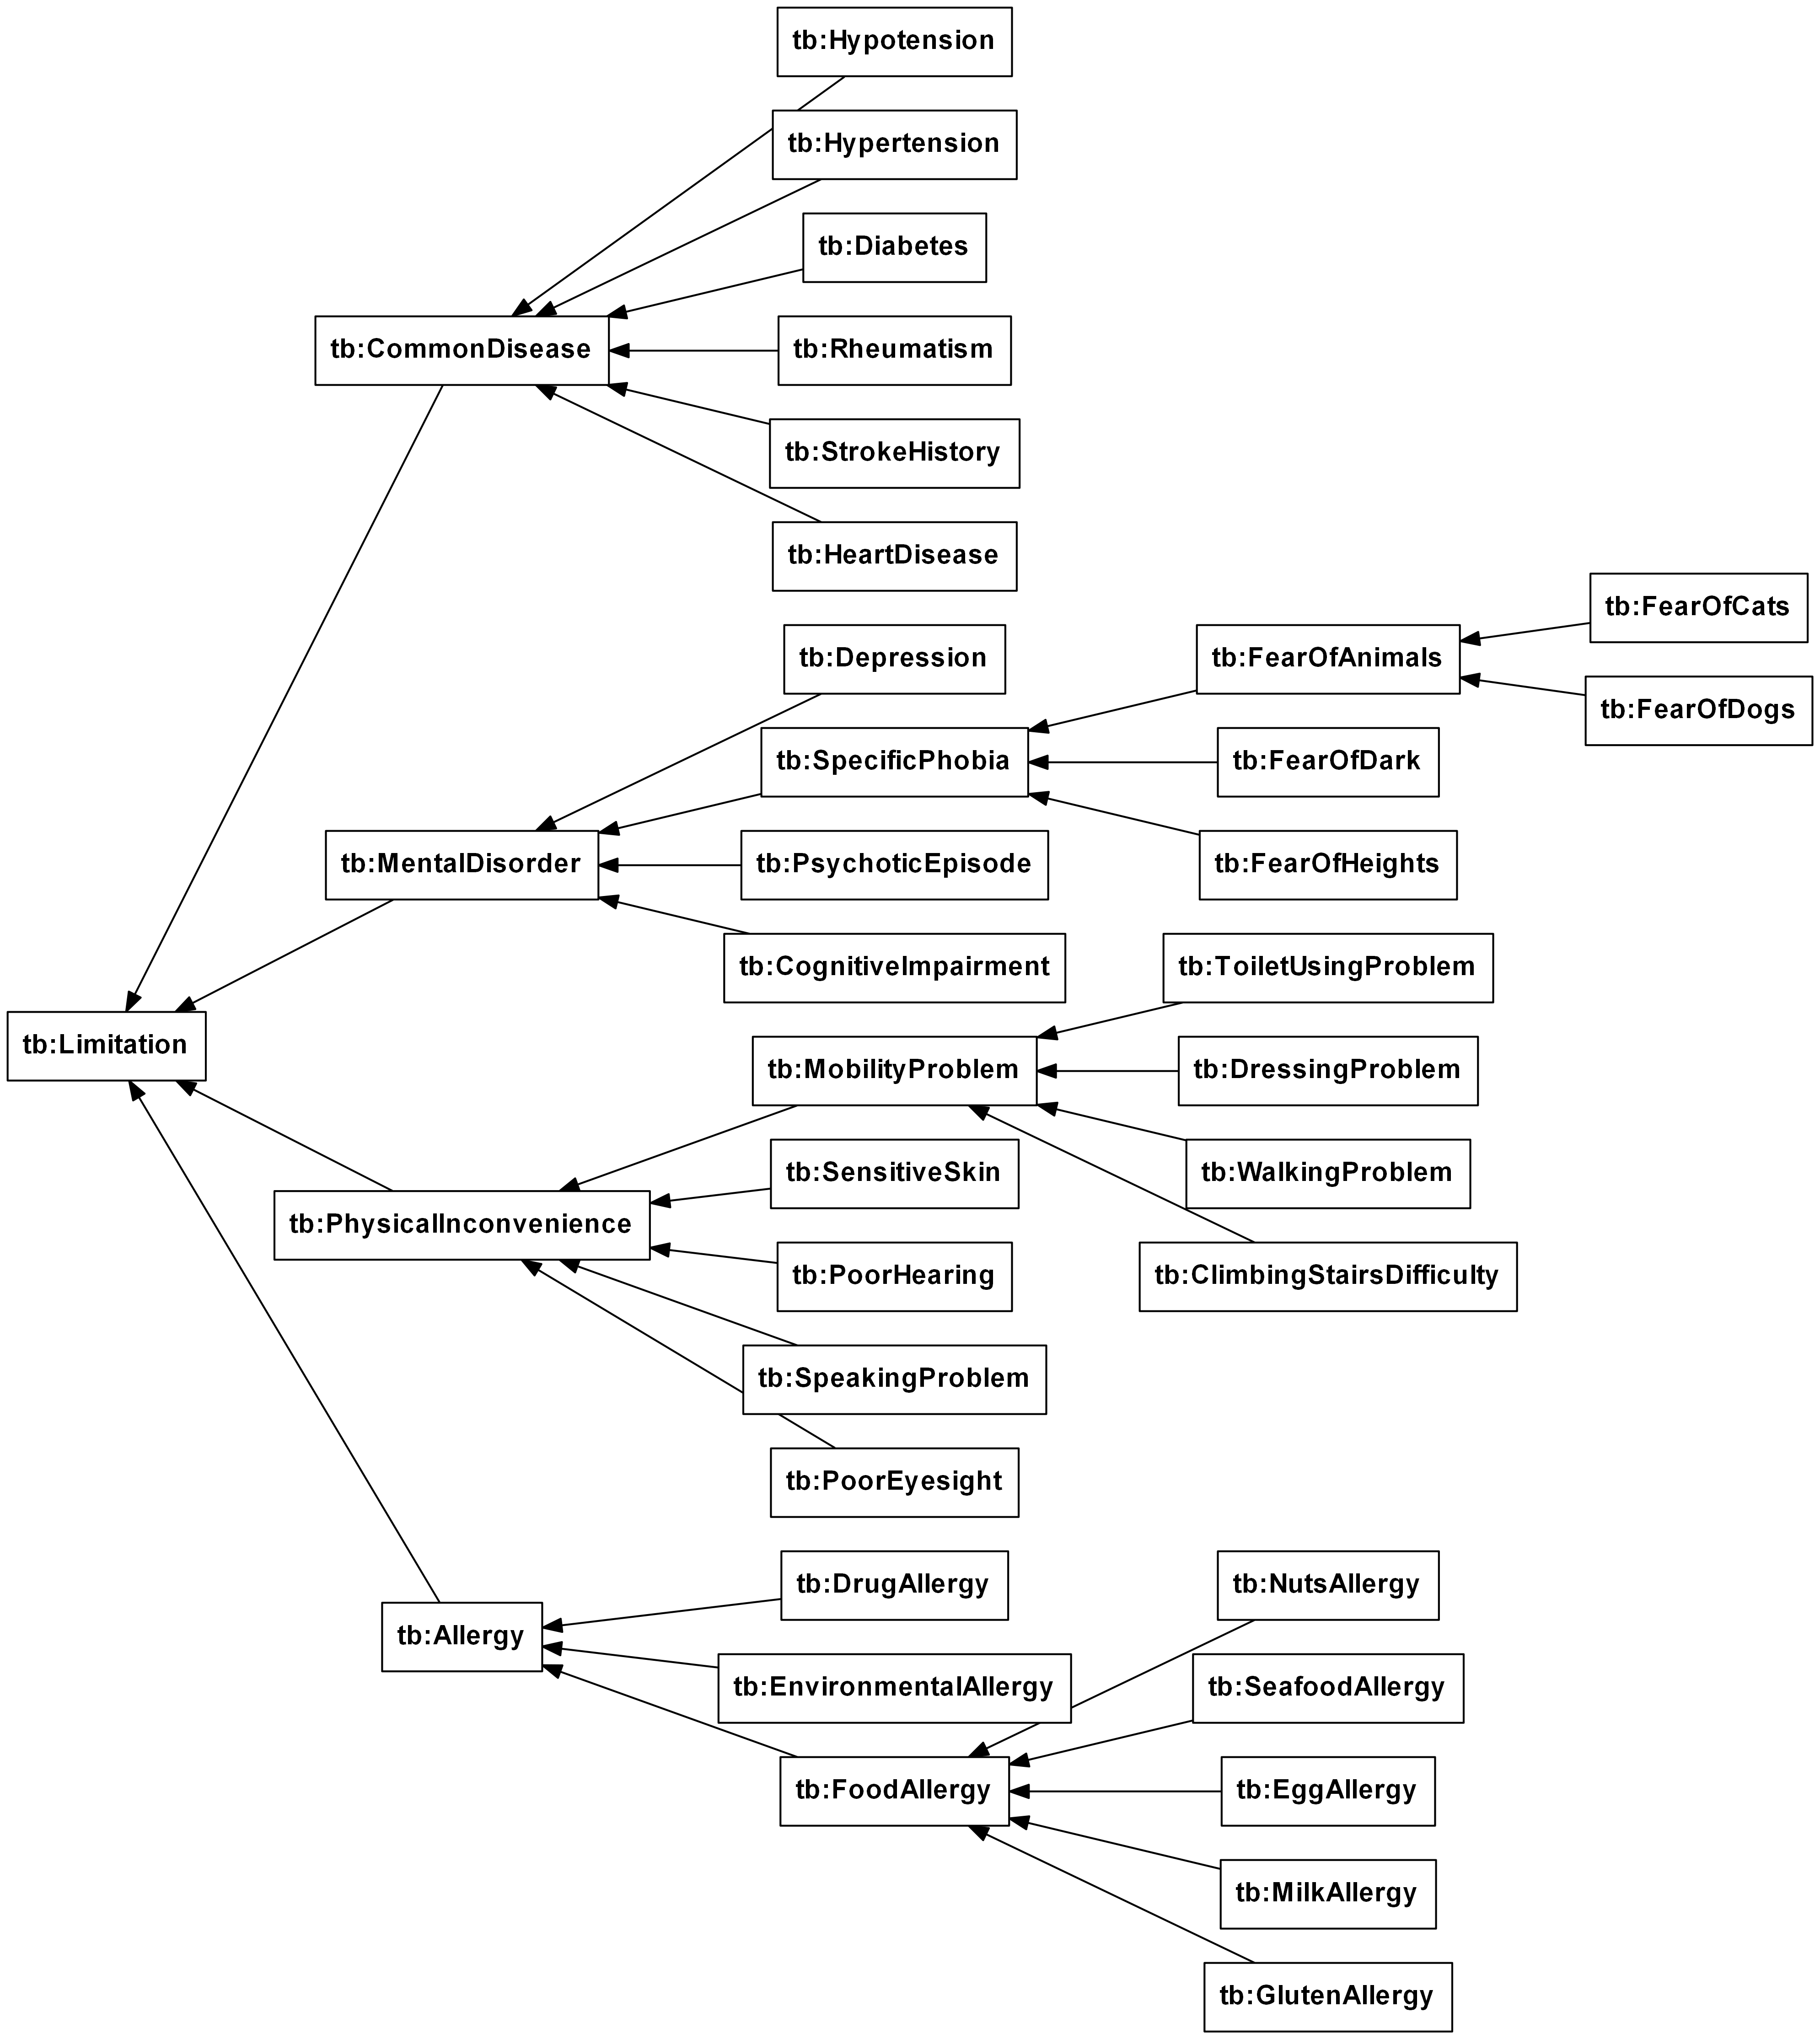 tb:Hypotension
tb:Hypertension
tb:Diabetes
tb:CommonDisease
tb:Rheumatism
tb:StrokeHistory
tb:HeartDisease
tb:FearOfCats
tb:Depression
tb:FearOfAnimals
tb:FearOfDogs
tb:SpecificPhobia
tb:FearOfDark
tb:MentalDisorder
tb:PsychoticEpisode
tb:FearOfHeights
tb:CognitiveImpairment
tb:ToiletUsingProblem
tb:Limitation
tb:MobilityProblem
tb:DressingProblem
tb:SensitiveSkin
tb:WalkingProblem
tb:PhysicalInconvenience
tb:PoorHearing
tb:ClimbingStairsDifficulty
tb:SpeakingProblem
tb:PoorEyesight
tb:DrugAllergy
tb:NutsAllergy
tb:Allergy
tb:EnvironmentalAllergy
tb:SeafoodAllergy
tb:FoodAllergy
tb:EggAllergy
tb:MilkAllergy
tb:GlutenAllergy